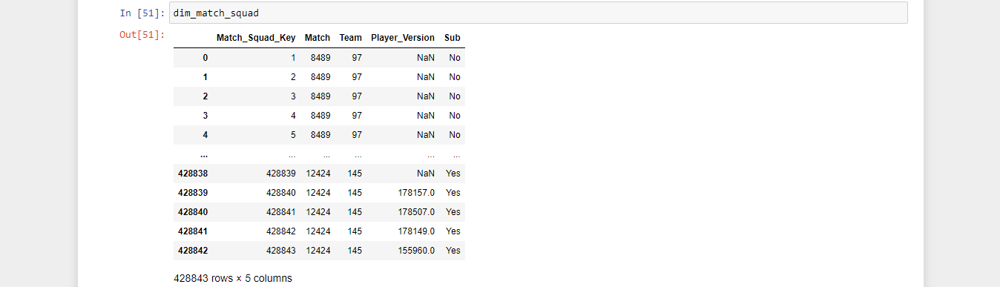 In [51]: dim_match_squad
Out[51]:
Match_Squad_Key Match Team Player_Version Sub
0 1 8489 97 NaN No
1 2 8489 97 NaN No
2 3 8489 97 NaN No
3 4 8489 97 NaN No
4 5 8489 97 NaN No
... ... ... ... ... ...
428838 428839 12424 145 NaN Yes
428839 428840 12424 145 178157.0 Yes
428840 428841 12424 145 178507.0 Yes
428841 428842 12424 145 178149.0 Yes
428842 428843 12424 145 155960.0 Yes
428843 rows × 5 columns